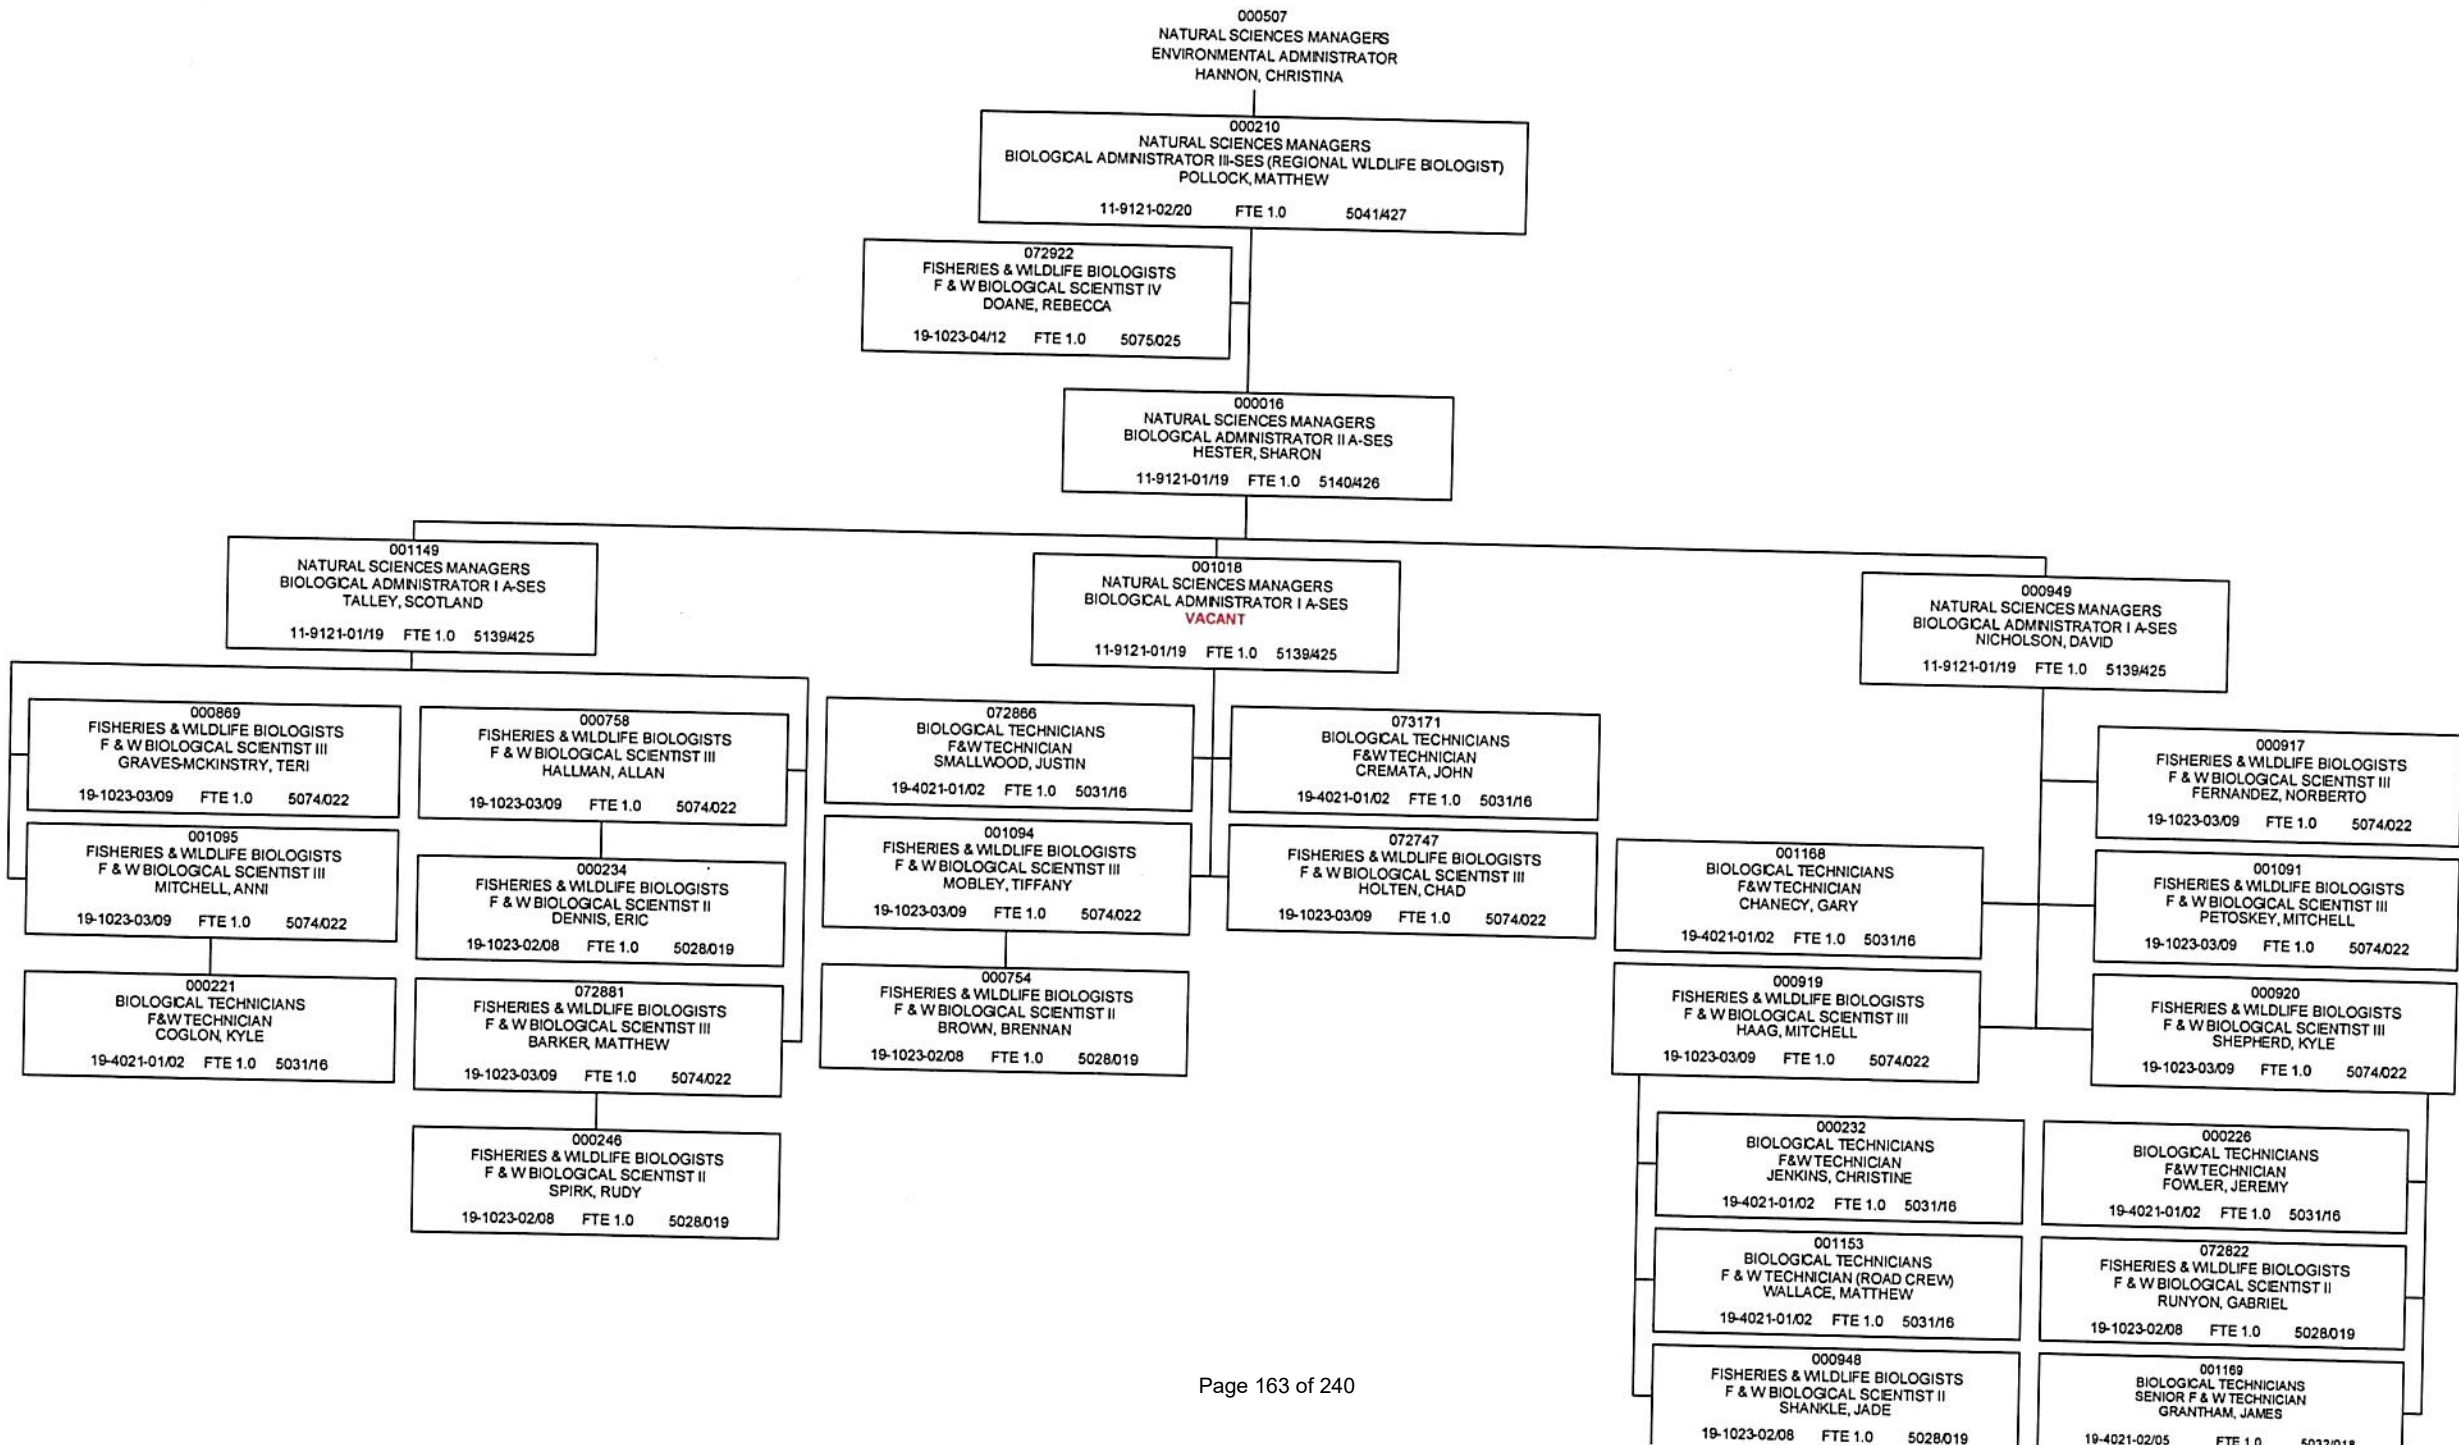 000507
NATURAL SCIENCES MANAGERS
ENVIRONMENTAL ADMINISTRATOR
HANNON, CHRISTINA
000210
NATURAL SCIENCES MANAGERS
BIOLOGICAL ADMINISTRATOR III-SES (REGIONAL WLDLIFE BIOLOGIST)
POLLOCK, MATTHEW
11-9121-02/20 FTE 1.0 5041/427
072922
FISHERIES & WILDLIFE BIOLOGISTS
F & W BIOLOGICAL SCIENTIST IV
DOANE, REBECCA
19-1023-04/12 FTE 1.0 5075/025
000016
NATURAL SCIENCES MANAGERS
BIOLOGICAL ADMINISTRATOR II A-SES
HESTER, SHARON
11-9121-01/19 FTE 1.0 5140/426
001149
NATURAL SCIENCES MANAGERS
BIOLOGICAL ADMINISTRATOR I A-SES
TALLEY, SCOTLAND
11-9121-01/19 FTE 1.0 5139/425
001018
NATURAL SCIENCES MANAGERS
BIOLOGICAL ADMINISTRATOR I A-SES
VACANT
11-9121-01/19 FTE 1.0 5139/425
000949
NATURAL SCIENCES MANAGERS
BIOLOGICAL ADMINISTRATOR I A-SES
NICHOLSON, DAVID
11-9121-01/19 FTE 1.0 5139/425
000869
FISHERIES & WILDLIFE BIOLOGISTS
F & W BIOLOGICAL SCIENTIST III
GRAVES-MCKINSTRY, TERI
19-1023-03/09 FTE 1.0 5074/022
000758
FISHERIES & WILDLIFE BIOLOGISTS
F & W BIOLOGICAL SCIENTIST III
HALLMAN, ALLAN
19-1023-03/09 FTE 1.0 5074/022
072866
BIOLOGICAL TECHNICIANS
F&W TECHNICIAN
SMALLWOOD, JUSTIN
19-4021-01/02 FTE 1.0 5031/16
073171
BIOLOGICAL TECHNICIANS
F&W TECHNICIAN
CREMATA, JOHN
19-4021-01/02 FTE 1.0 5031/16
000917
FISHERIES & WILDLIFE BIOLOGISTS
F & W BIOLOGICAL SCIENTIST III
FERNANDEZ, NORBERTO
19-1023-03/09 FTE 1.0 5074/022
001095
FISHERIES & WILDLIFE BIOLOGISTS
F & W BIOLOGICAL SCIENTIST III
MITCHELL, ANNI
19-1023-03/09 FTE 1.0 5074/022
000234
FISHERIES & WILDLIFE BIOLOGISTS
F & W BIOLOGICAL SCIENTIST II
DENNIS, ERIC
19-1023-02/08 FTE 1.0 5028/019
001094
FISHERIES & WILDLIFE BIOLOGISTS
F & W BIOLOGICAL SCIENTIST III
MOBLEY, TIFFANY
19-1023-03/09 FTE 1.0 5074/022
072747
FISHERIES & WILDLIFE BIOLOGISTS
F & W BIOLOGICAL SCIENTIST III
HOLTEN, CHAD
19-1023-03/09 FTE 1.0 5074/022
001168
BIOLOGICAL TECHNICIANS
F&W TECHNICIAN
CHANECY, GARY
19-4021-01/02 FTE 1.0 5031/16
001091
FISHERIES & WILDLIFE BIOLOGISTS
F & W BIOLOGICAL SCIENTIST III
PETOSKEY, MITCHELL
19-1023-03/09 FTE 1.0 5074/022
000221
BIOLOGICAL TECHNICIANS
F&W TECHNICIAN
COGLON, KYLE
19-4021-01/02 FTE 1.0 5031/16
072881
FISHERIES & WILDLIFE BIOLOGISTS
F & W BIOLOGICAL SCIENTIST III
BARKER, MATTHEW
19-1023-03/09 FTE 1.0 5074/022
000754
FISHERIES & WILDLIFE BIOLOGISTS
F & W BIOLOGICAL SCIENTIST II
BROWN, BRENNAN
19-1023-02/08 FTE 1.0 5028/019
000919
FISHERIES & WILDLIFE BIOLOGISTS
F & W BIOLOGICAL SCIENTIST III
HAAG, MITCHELL
19-1023-03/09 FTE 1.0 5074/022
000920
FISHERIES & WILDLIFE BIOLOGISTS
F & W BIOLOGICAL SCIENTIST III
SHEPHERD, KYLE
19-1023-03/09 FTE 1.0 5074/022
000246
FISHERIES & WILDLIFE BIOLOGISTS
F & W BIOLOGICAL SCIENTIST II
SPIRK, RUDY
19-1023-02/08 FTE 1.0 5028/019
000232
BIOLOGICAL TECHNICIANS
F&W TECHNICIAN
JENKINS, CHRISTINE
19-4021-01/02 FTE 1.0 5031/16
000226
BIOLOGICAL TECHNICIANS
F&W TECHNICIAN
FOWLER, JEREMY
19-4021-01/02 FTE 1.0 5031/16
001153
BIOLOGICAL TECHNICIANS
F & W TECHNICIAN (ROAD CREW)
WALLACE, MATTHEW
19-4021-01/02 FTE 1.0 5031/16
072822
FISHERIES & WILDLIFE BIOLOGISTS
F & W BIOLOGICAL SCIENTIST II
RUNYON, GABRIEL
19-1023-02/08 FTE 1.0 5028/019
000948
FISHERIES & WILDLIFE BIOLOGISTS
F & W BIOLOGICAL SCIENTIST II
SHANKLE, JADE
19-1023-02/08 FTE 1.0 5028/019
001169
BIOLOGICAL TECHNICIANS
SENIOR F & W TECHNICIAN
GRANTHAM, JAMES
19-4021-02/05 FTE 1.0 5032/018
Page 163 of 240